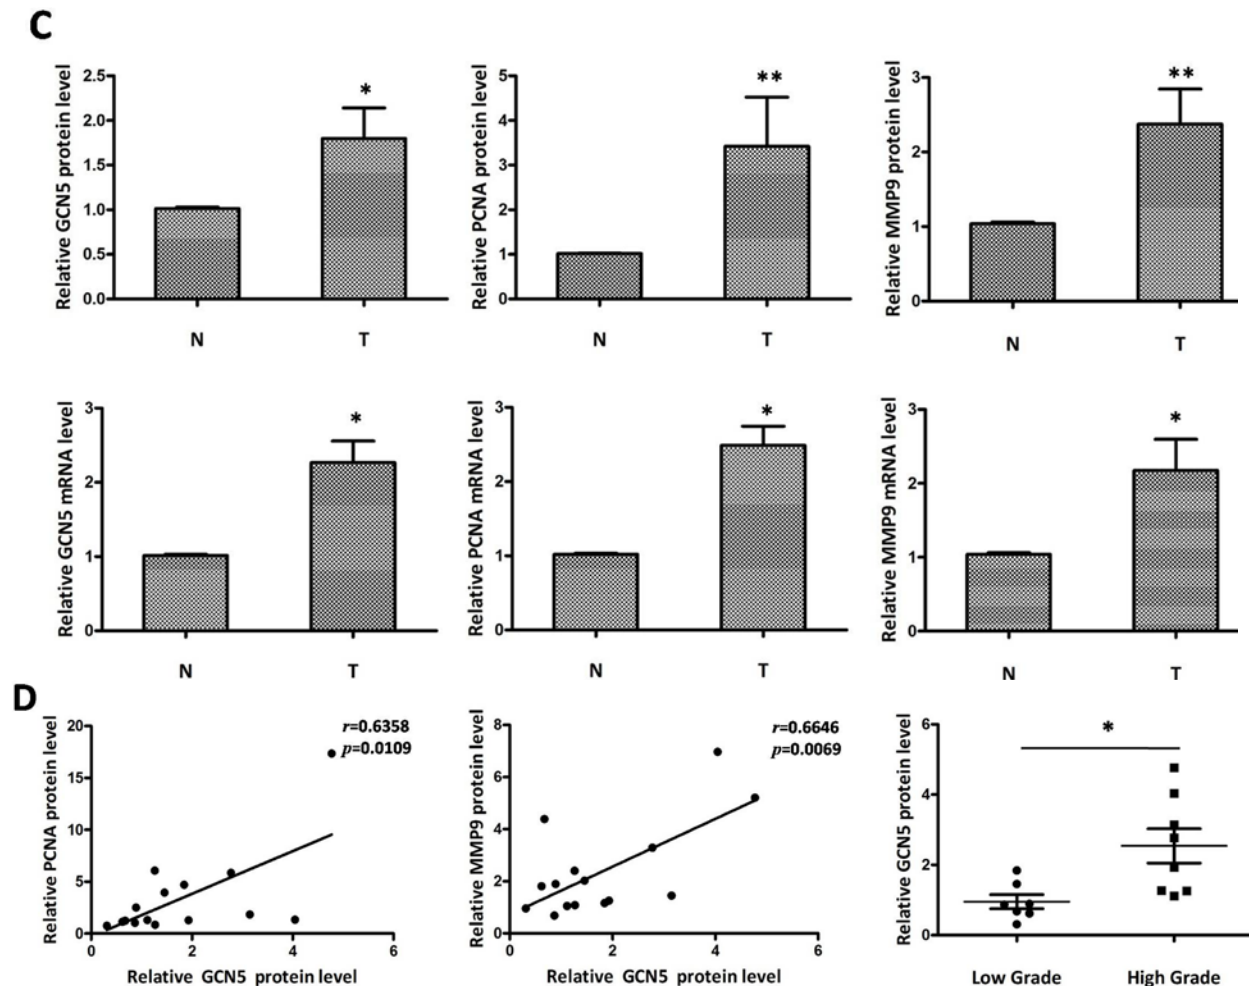 C
Relative GCN5 protein level
2.5
2.0
1.5
1.0
0.5
0.0
*
N
T
Relative PCNA protein level
5
4
3
2
1
0
**
N
T
Relative MMP9 protein level
3
2
1
0
**
N
T
Relative GCN5 mRNA level
3
2
1
0
*
N
T
Relative PCNA mRNA level
3
2
1
0
*
N
T
Relative MMP9 mRNA level
3
2
1
0
*
N
T
D
Relative PCNA protein level
20
15
10
5
0
r=0.6358
p=0.0109
0
2
4
6
Relative GCN5 protein level
Relative MMP9 protein level
8
6
4
2
0
r=0.6646
p=0.0069
0
2
4
6
Relative GCN5 protein level
Relative GCN5 protein level
6
4
2
0
*
Low Grade
High Grade